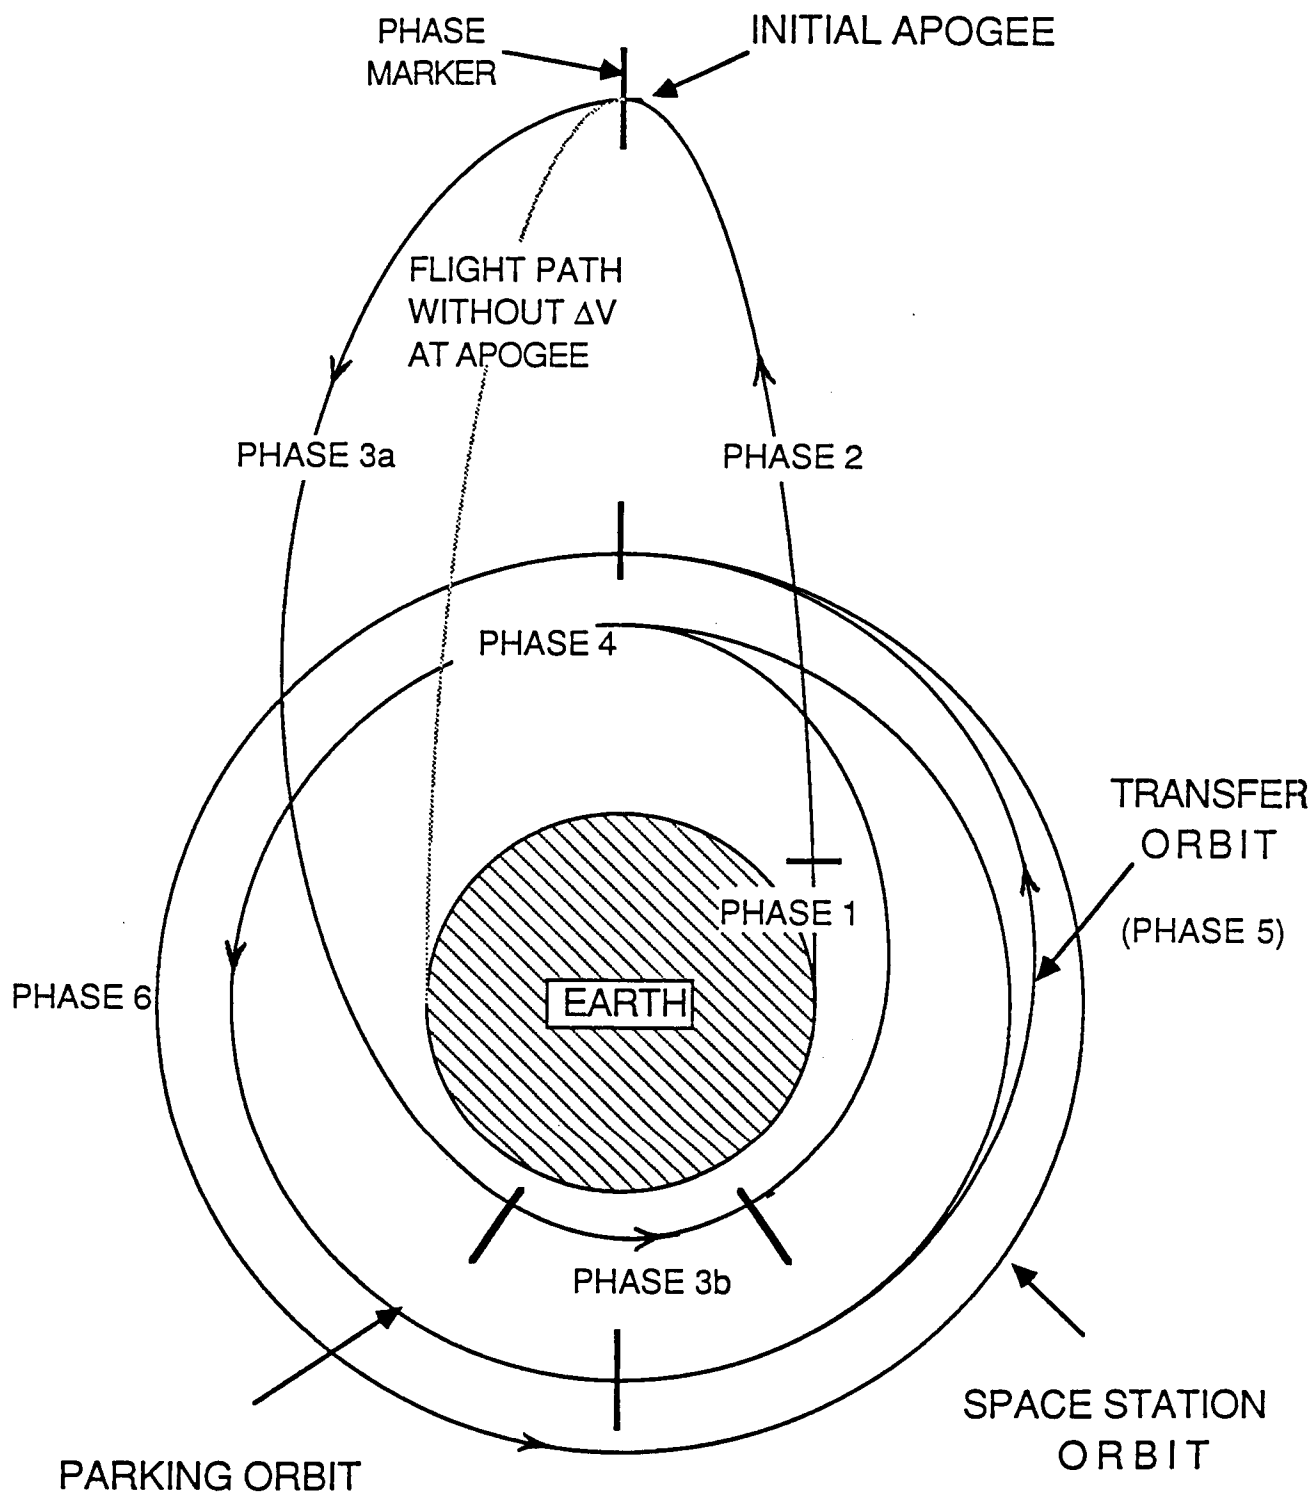 PHASE
MARKER
INITIAL APOGEE
FLIGHT PATH
WITHOUT ΔV
AT APOGEE
PHASE 3a
PHASE 2
PHASE 4
TRANSFER
ORBIT
(PHASE 5)
PHASE 1
PHASE 6
EARTH
PHASE 3b
SPACE STATION
ORBIT
PARKING ORBIT